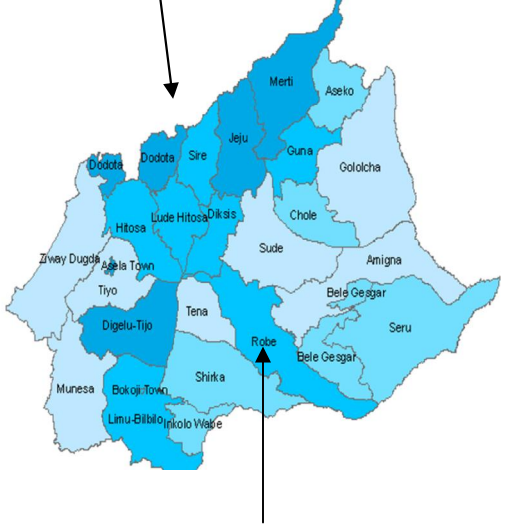 Merti
Aseko
Jeju
Guna
Sire
Dodota
Dodota
Gololcha
Chole
Lude Hitosa
Diksis
Hitosa
Sude
Ziway Dugda
Asela Town
Amigna
Tiyo
Bele Gesgar
Tena
Digelu-Tijo
Seru
Robe
Bele Gesgar
Shirka
Munesa
Bokoji Town
Limu-Bilbilo
Inkolo Wabe